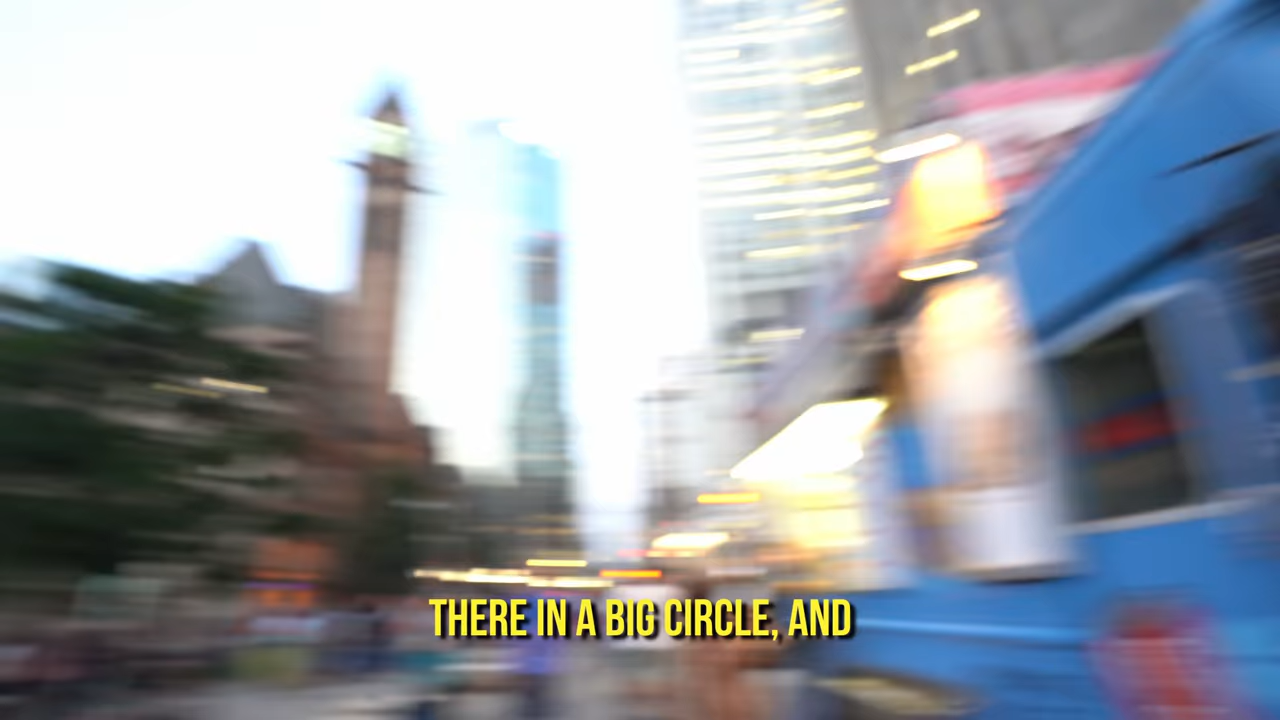 THERE IN A BIG CIRCLE, AND